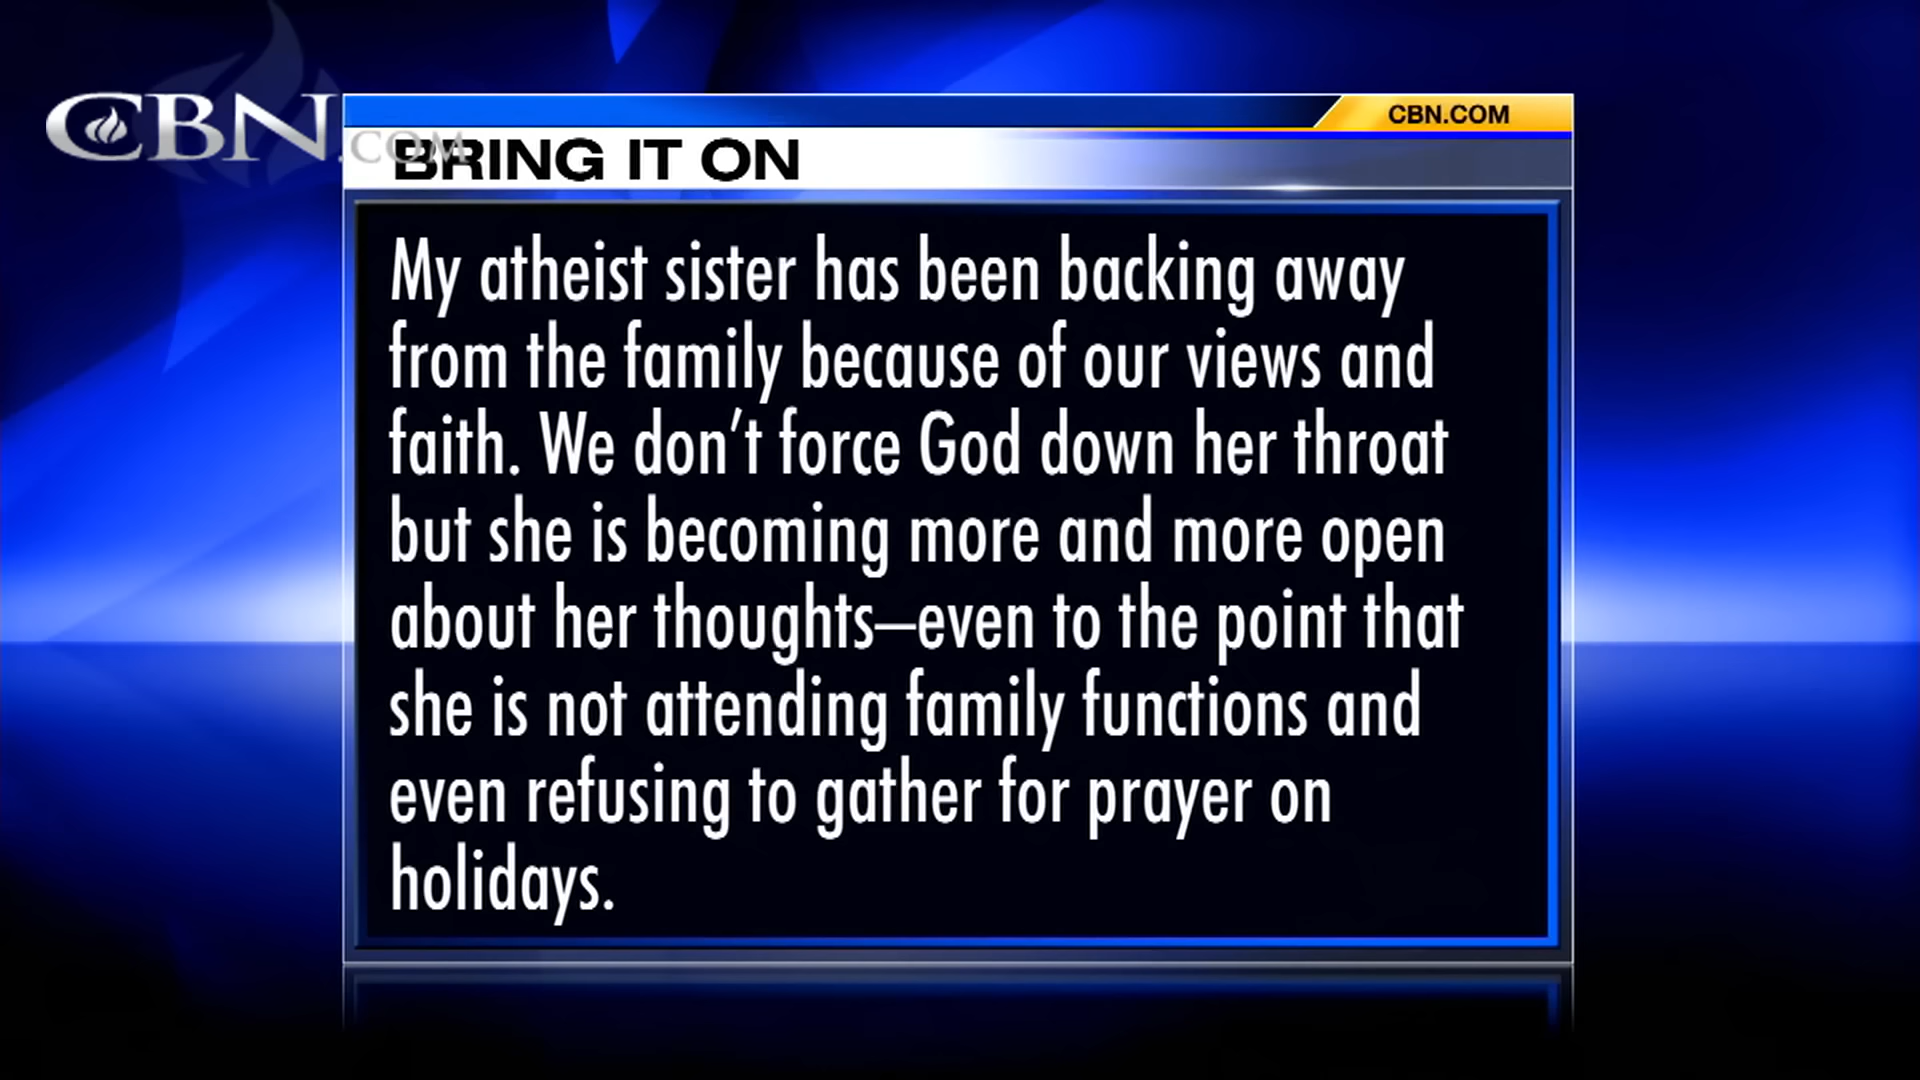 CBN.COM
CBN.COM
BRING IT ON
My atheist sister has been backing away
from the family because of our views and
faith. We don't force God down her throat
but she is becoming more and more open
about her thoughts–even to the point that
she is not attending family functions and
even refusing to gather for prayer on
holidays.